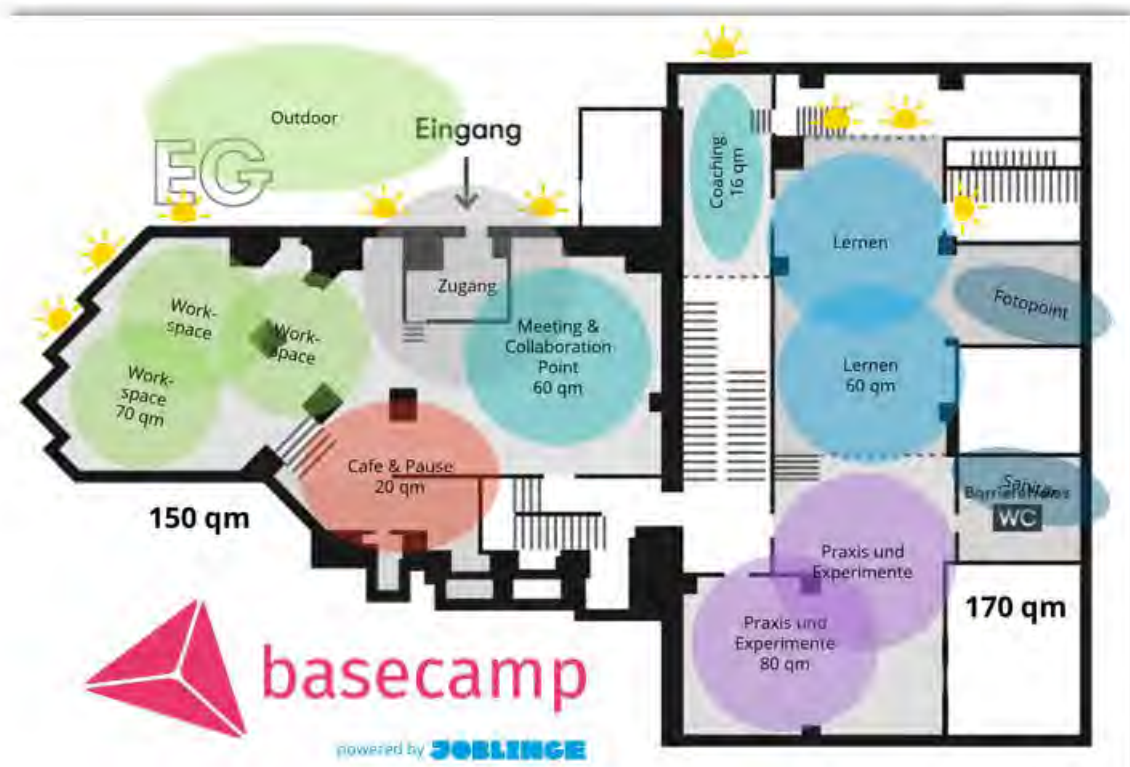 Outdoor
EG
Eingang
Coaching
16 qm
Lernen
Zugang
Fotopoint
Work-
space
Work-
space
Meeting &
Collaboration
Point
60 qm
Work-
space
70 qm
Lernen
60 qm
Cafe & Pause
20 qm
Sanitär
Barrierefreies
WC
150 qm
Praxis und
Experimente
170 qm
Praxis und
Experimente
80 qm
basecamp
powered by JOBLINGE